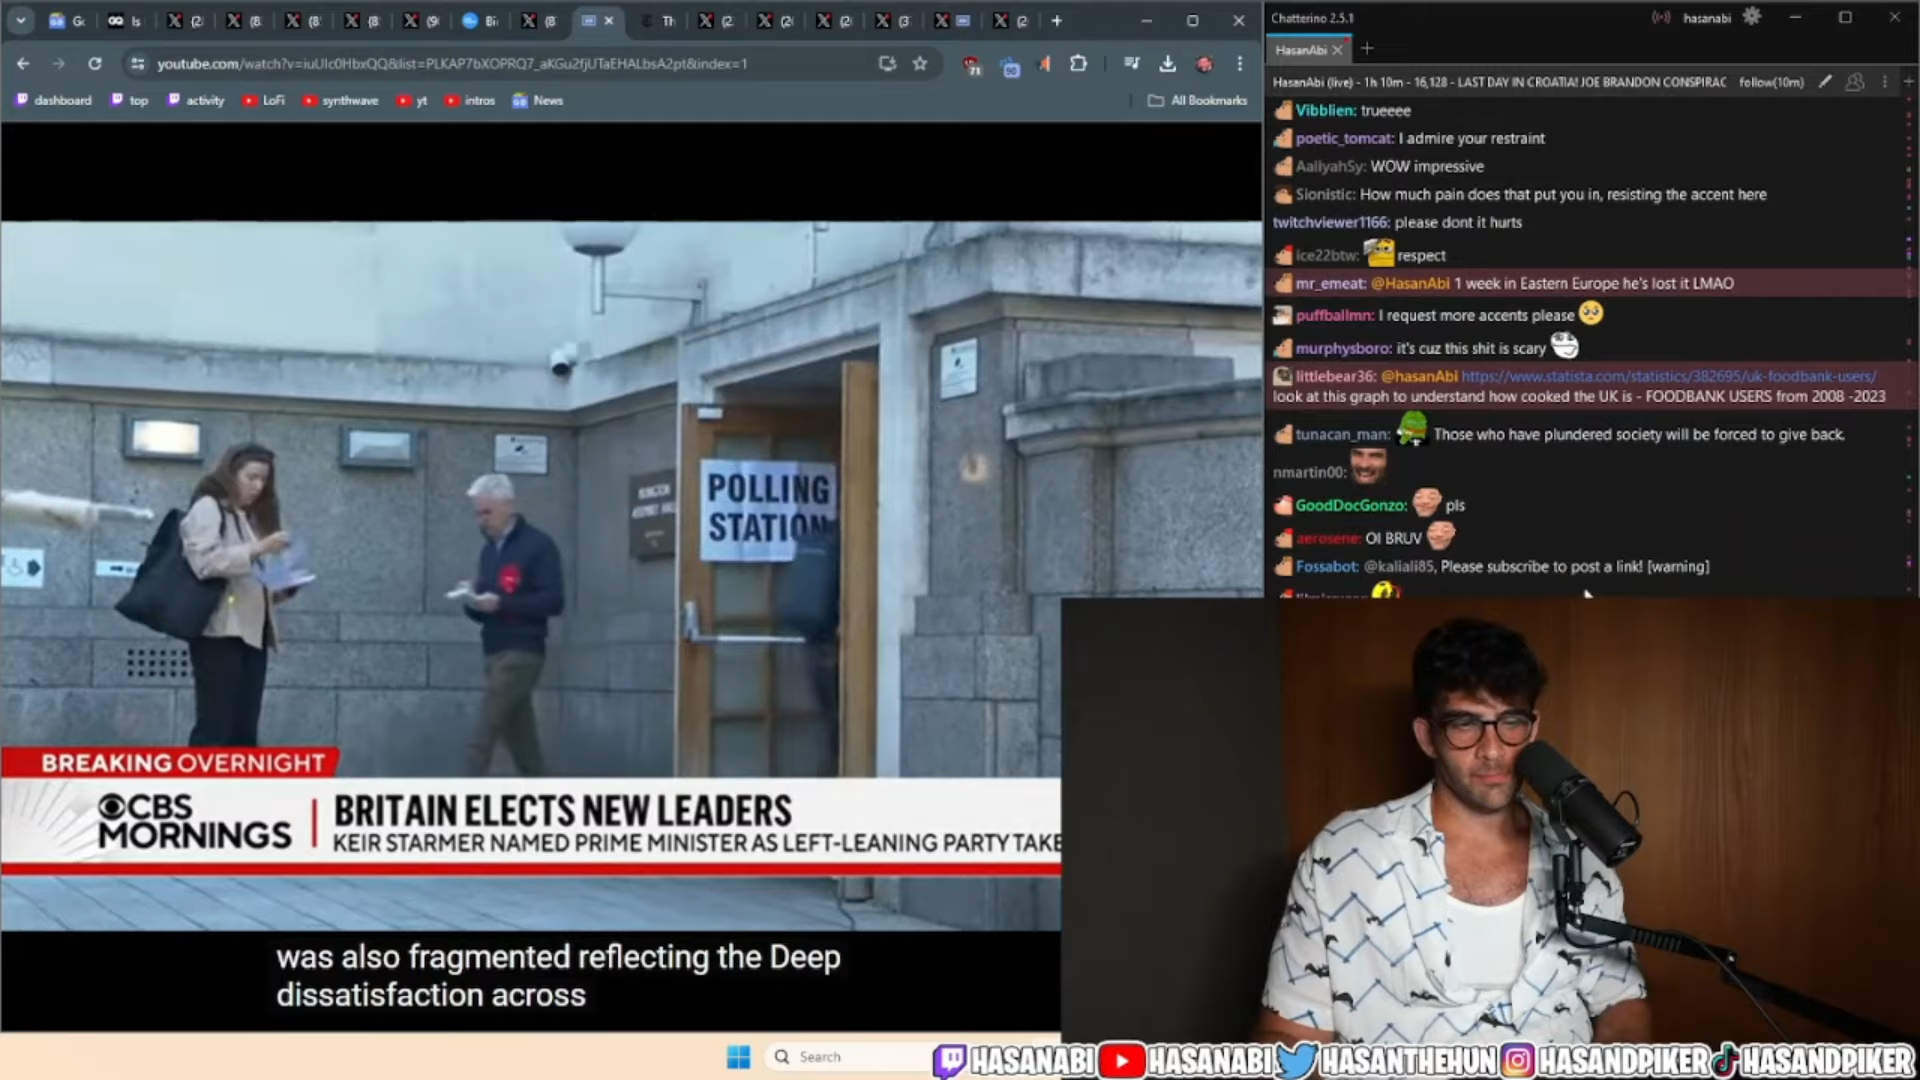 Is
Bi
Th
youtube.com/watch?v=iuUIc0HbxQQ&list=PLKAP7bXOPRQ7_aKGu2fjUTaEHALbsA2pt&index=1
71
90
dashboard
top
activity
LoFi
synthwave
yt
intros
News
All Bookmarks
POLLING
STATION
BREAKING OVERNIGHT
CBS
MORNINGS
BRITAIN ELECTS NEW LEADERS
KEIR STARMER NAMED PRIME MINISTER AS LEFT-LEANING PARTY TAKE
was also fragmented reflecting the Deep
dissatisfaction across
Search
Chatterino 2.5.1
hasanabi
HasanAbi
HasanAbi (live) - 1h 10m - 16,128 - LAST DAY IN CROATIA! JOE BRANDON CONSPIRAC
follow(10m)
Vibblien: trueeee
poetic_tomcat: I admire your restraint
AaliyahSy: WOW impressive
Sionistic: How much pain does that put you in, resisting the accent here
twitchviewer1166: please dont it hurts
ice22btw: respect
mr_emeat: @HasanAbi 1 week in Eastern Europe he's lost it LMAO
puffballmn: I request more accents please
murphysboro: it's cuz this shit is scary
littlebear36: @hasanAbi https://www.statista.com/statistics/382695/uk-foodbank-users/
look at this graph to understand how cooked the UK is - FOODBANK USERS from 2008 -2023
tunacan_man: Those who have plundered society will be forced to give back.
nmartin00:
GoodDocGonzo: pls
aerosene: OI BRUV
Fossabot: @kaliali85, Please subscribe to post a link! [warning]
HASANABI
HASANABI
HASANTHEHUN
HASANDPIKER
HASANDPIKER